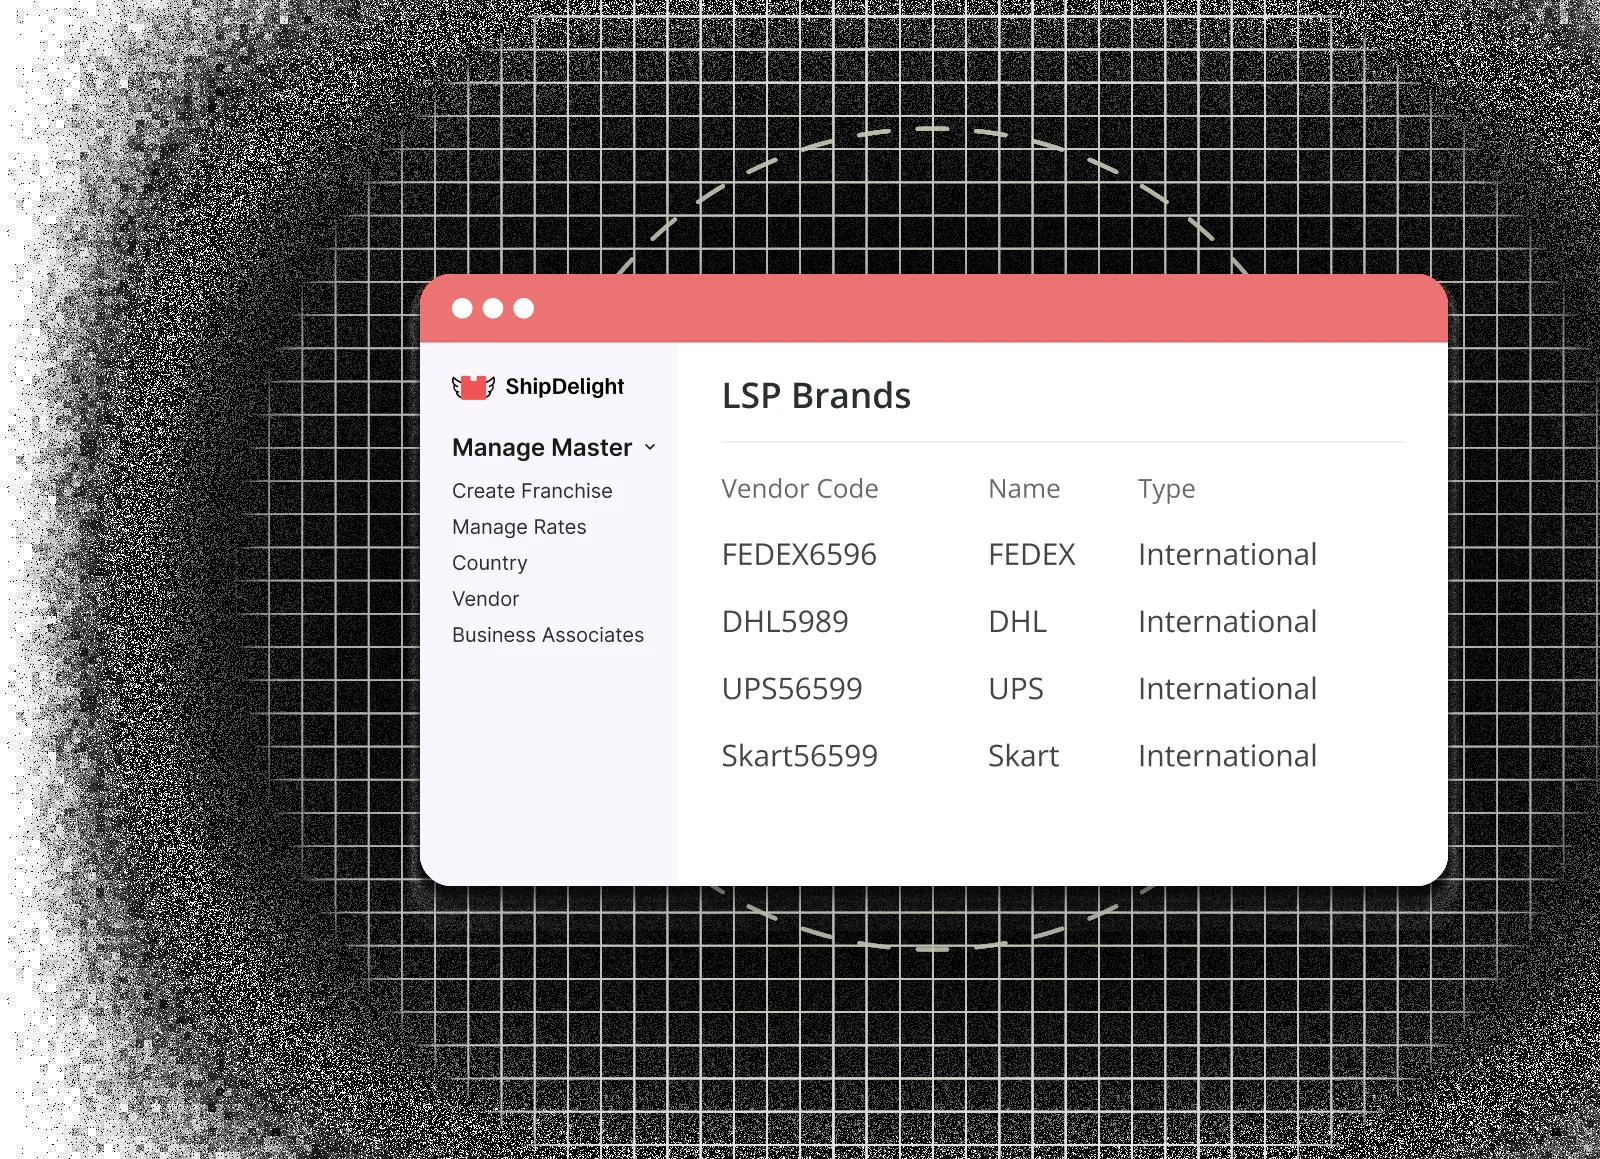 ShipDelight
Manage Master
Create Franchise
Manage Rates
Country
Vendor
Business Associates
LSP Brands
Vendor Code Name Type
FEDEX6596 FEDEX International
DHL5989 DHL International
UPS56599 UPS International
Skart56599 Skart International